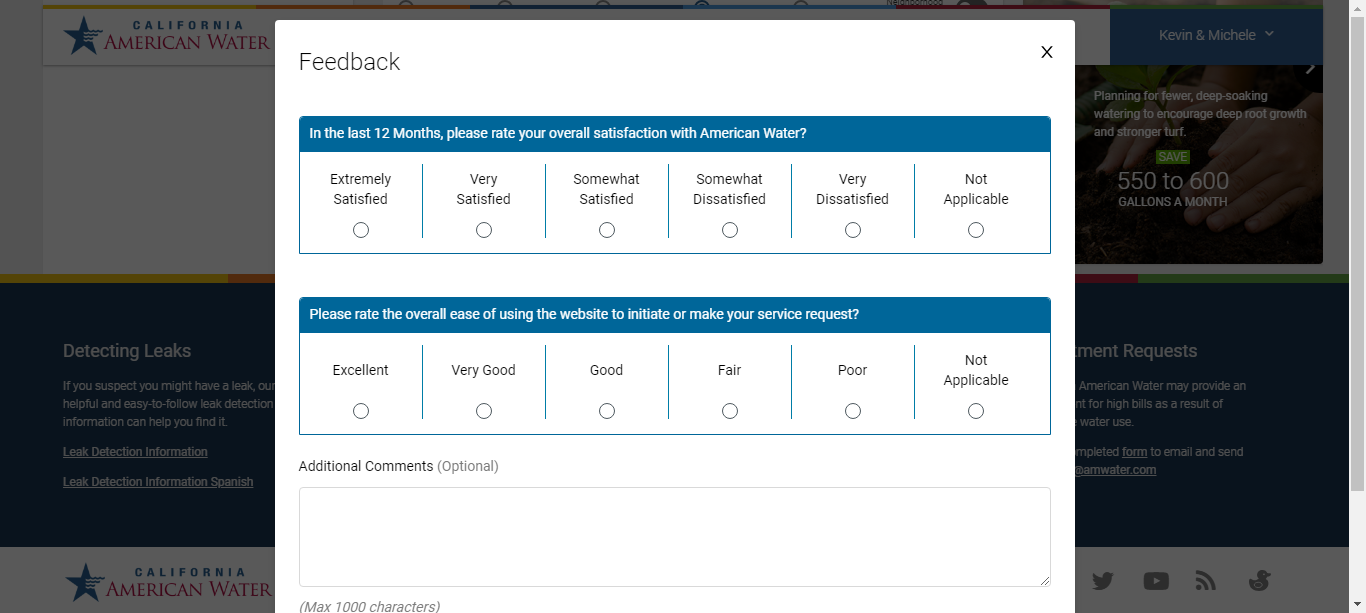 Neighborhood
CALIFORNIA
AMERICAN WATER
Kevin & Michele
Feedback
X
Planning for fewer, deep-soaking
watering to encourage deep root growth
and stronger turf.
SAVE
550 to 600
GALLONS A MONTH
In the last 12 Months, please rate your overall satisfaction with American Water?
Extremely Satisfied
Very Satisfied
Somewhat Satisfied
Somewhat Dissatisfied
Very Dissatisfied
Not Applicable
Please rate the overall ease of using the website to initiate or make your service request?
Excellent
Very Good
Good
Fair
Poor
Not Applicable
Additional Comments (Optional)
(Max 1000 characters)
Detecting Leaks
If you suspect you might have a leak, our
helpful and easy-to-follow leak detection
information can help you find it.
Leak Detection Information
Leak Detection Information Spanish
tment Requests
American Water may provide an
nt for high bills as a result of
water use.
mpleted form to email and send
@amwater.com
CALIFORNIA
AMERICAN WATER